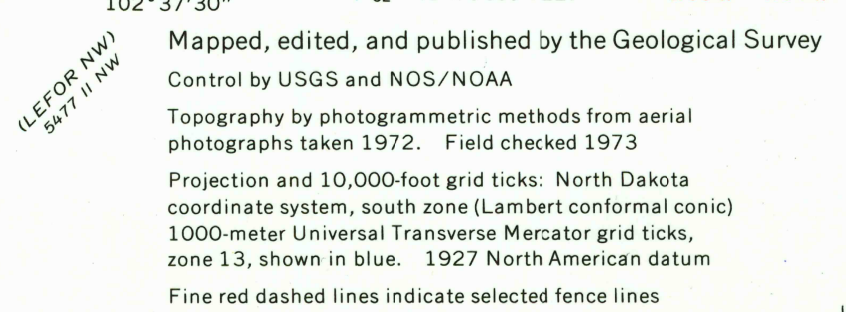 102°37'30"
(LEFOR NW)
5477 II NW
Mapped, edited, and published by the Geological Survey
Control by USGS and NOS/NOAA
Topography by photogrammetric methods from aerial
photographs taken 1972. Field checked 1973
Projection and 10,000-foot grid ticks: North Dakota
coordinate system, south zone (Lambert conformal conic)
1000-meter Universal Transverse Mercator grid ticks,
zone 13, shown in blue. 1927 North American datum
Fine red dashed lines indicate selected fence lines